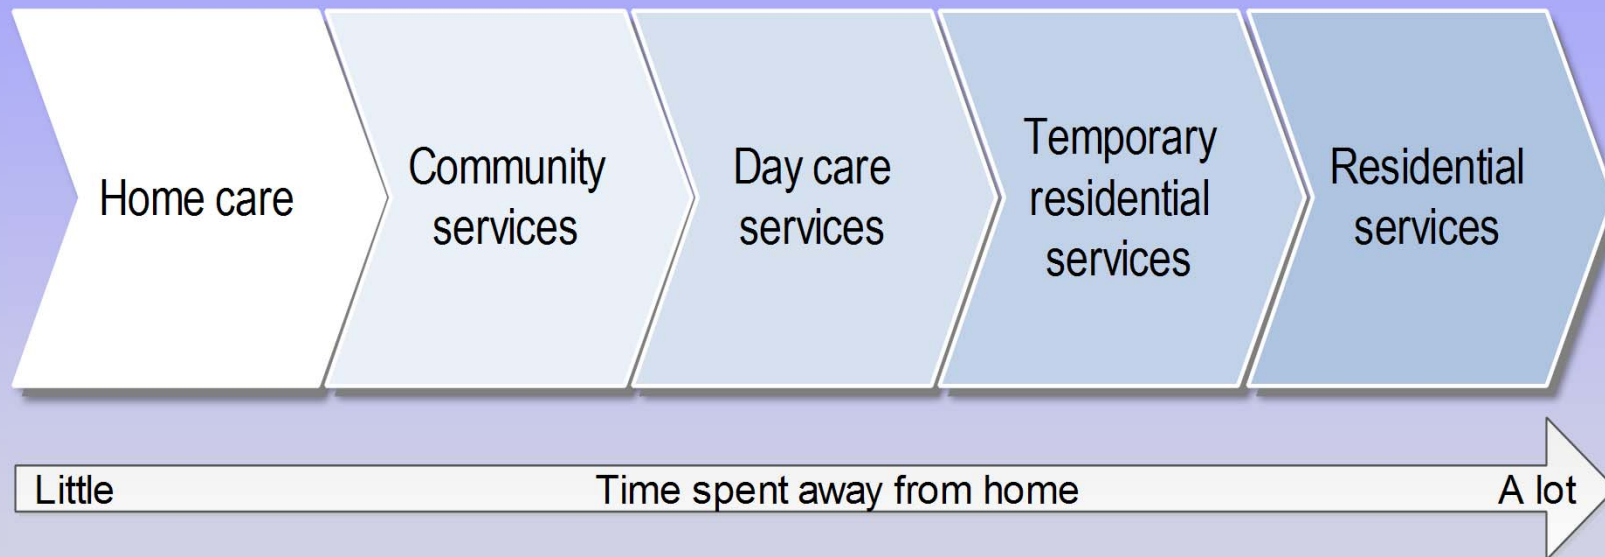 Home care
Community
services
Day care
services
Temporary
residential
services
Residential
services
Little
Time spent away from home
A lot